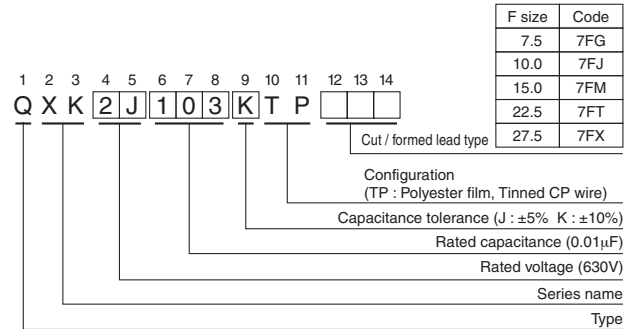 F size Code
7.5 7FG
10.0 7FJ
15.0 7FM
22.5 7FT
27.5 7FX
1 2 3 4 5 6 7 8 9 10 11 12 13 14
Q X K 2 J 1 0 3 K T P
Cut / formed lead type
Configuration
(TP : Polyester film, Tinned CP wire)
Capacitance tolerance (J : ±5% K : ±10%)
Rated capacitance (0.01μF)
Rated voltage (630V)
Series name
Type